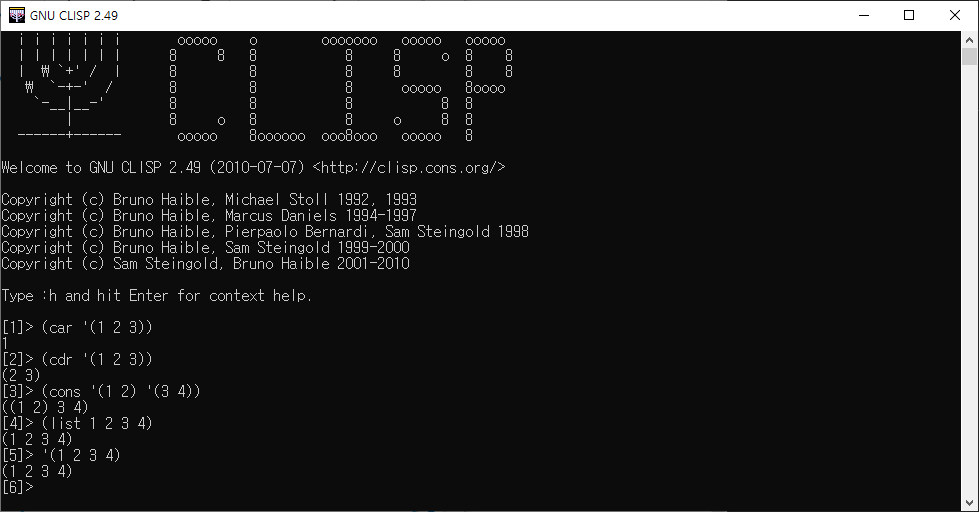 GNU CLISP 2.49
  i i i i i i i       ooooo    o        ooooooo   ooooo   ooooo
  I I I I I I I      8     8   8           8     8     o  8    8
  I  ₩ `+' /  I      8         8           8     8        8    8
   ₩  `-+-'  /       8         8           8      ooooo   8oooo
    `-__|__-'        8         8           8           8  8
        |            8     o   8           8     o     8  8
  ------+------       ooooo    8oooooo  ooo8ooo   ooooo   8
Welcome to GNU CLISP 2.49 (2010-07-07) <http://clisp.cons.org/>
Copyright (c) Bruno Haible, Michael Stoll 1992, 1993
Copyright (c) Bruno Haible, Marcus Daniels 1994-1997
Copyright (c) Bruno Haible, Pierpaolo Bernardi, Sam Steingold 1998
Copyright (c) Bruno Haible, Sam Steingold 1999-2000
Copyright (c) Sam Steingold, Bruno Haible 2001-2010
Type :h and hit Enter for context help.
[1]> (car '(1 2 3))
1
[2]> (cdr '(1 2 3))
(2 3)
[3]> (cons '(1 2) '(3 4))
((1 2) 3 4)
[4]> (list 1 2 3 4)
(1 2 3 4)
[5]> '(1 2 3 4)
(1 2 3 4)
[6]>